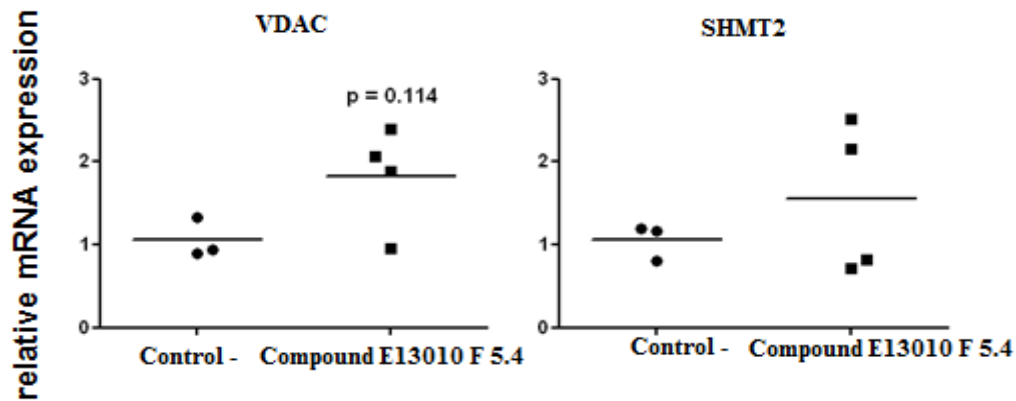 relative mRNA expression
VDAC
3
2
1
0
p = 0.114
Control -
Compound E13010 F 5.4
SHMT2
3
2
1
0
Control -
Compound E13010 F 5.4